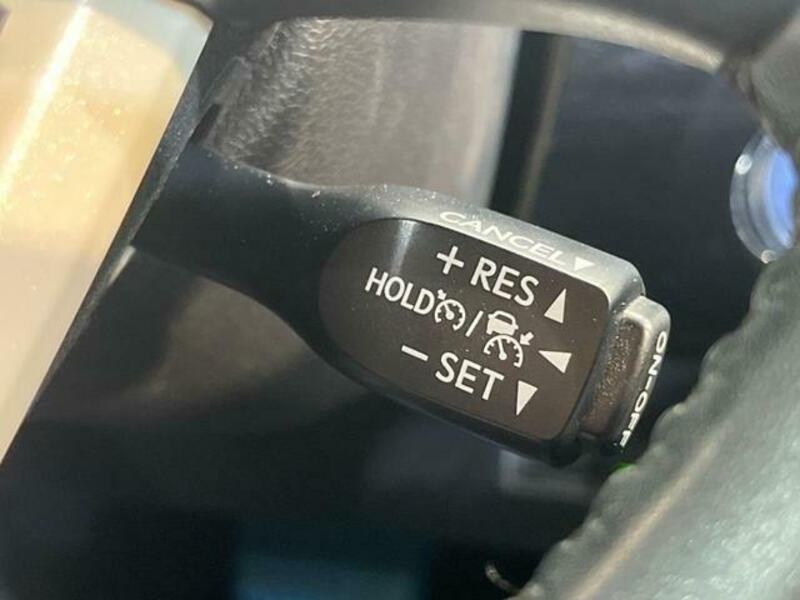 CANCEL▼
+ RES ▲
HOLD / ◀
− SET ▼
ON-OFF